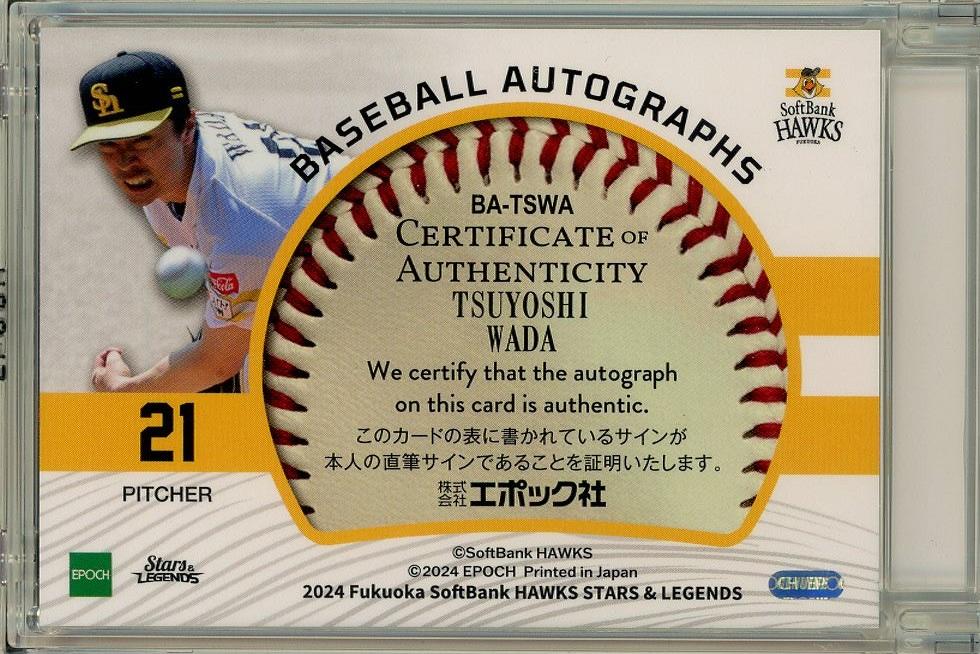 BASEBALL AUTOGRAPHS
SoftBank
HAWKS
FUKUOKA
BA-TSWA
CERTIFICATE OF
AUTHENTICITY
TSUYOSHI
WADA
We certify that the autograph
on this card is authentic.
このカードの表に書かれているサインが
本人の直筆サインであることを証明いたします。
株式会社エポック社
21
PITCHER
EPOCH
Stars &
LEGENDS
©SoftBank HAWKS
©2024 EPOCH Printed in Japan
2024 Fukuoka SoftBank HAWKS STARS & LEGENDS